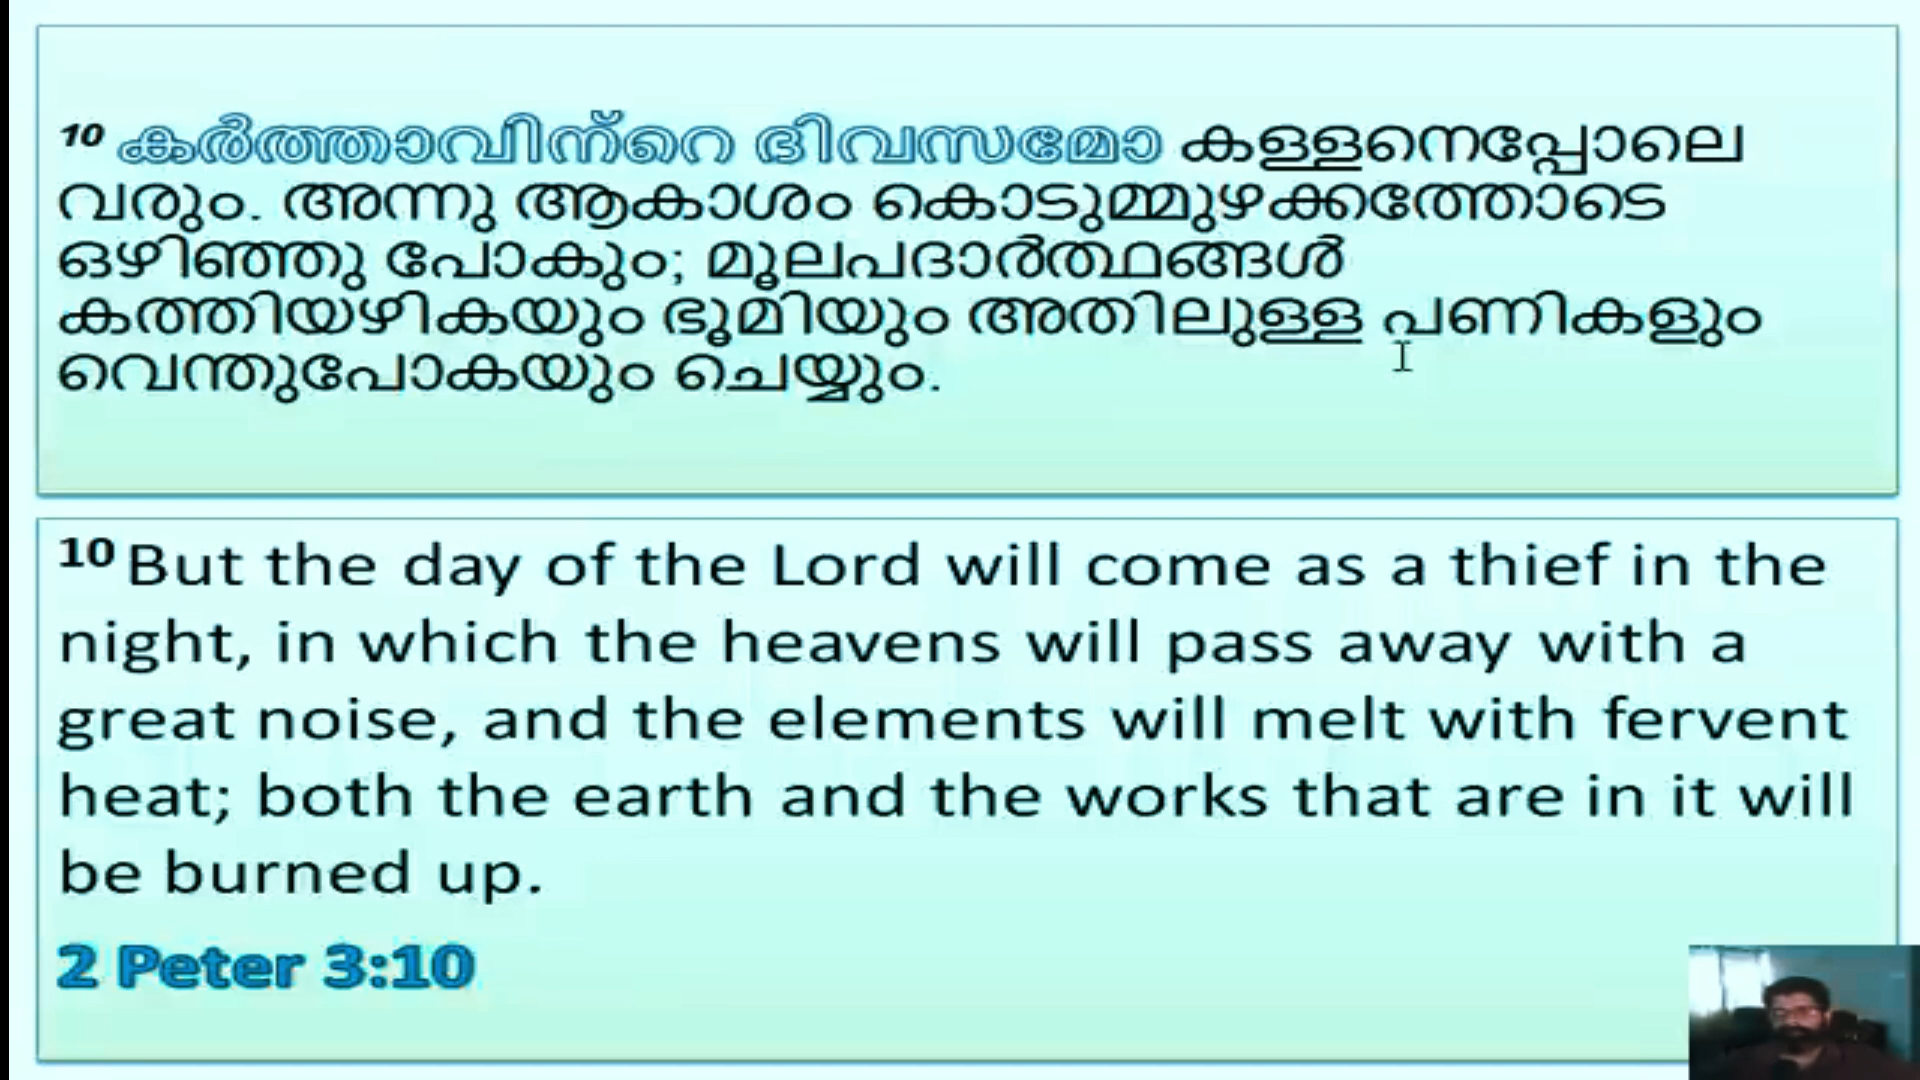 10 കർത്താവിന്റെ ദിവസമോ കള്ളനെപ്പോലെ
വരും. അന്നു ആകാശം കൊടുമ്മുഴക്കത്തോടെ
ഒഴിഞ്ഞു പോകും; മൂലപദാർത്ഥങ്ങൾ
കത്തിയഴികയും ഭൂമിയും അതിലുള്ള പണികളും
വെന്തുപോകയും ചെയ്യും.
10 But the day of the Lord will come as a thief in the
night, in which the heavens will pass away with a
great noise, and the elements will melt with fervent
heat; both the earth and the works that are in it will
be burned up.
2 Peter 3:10